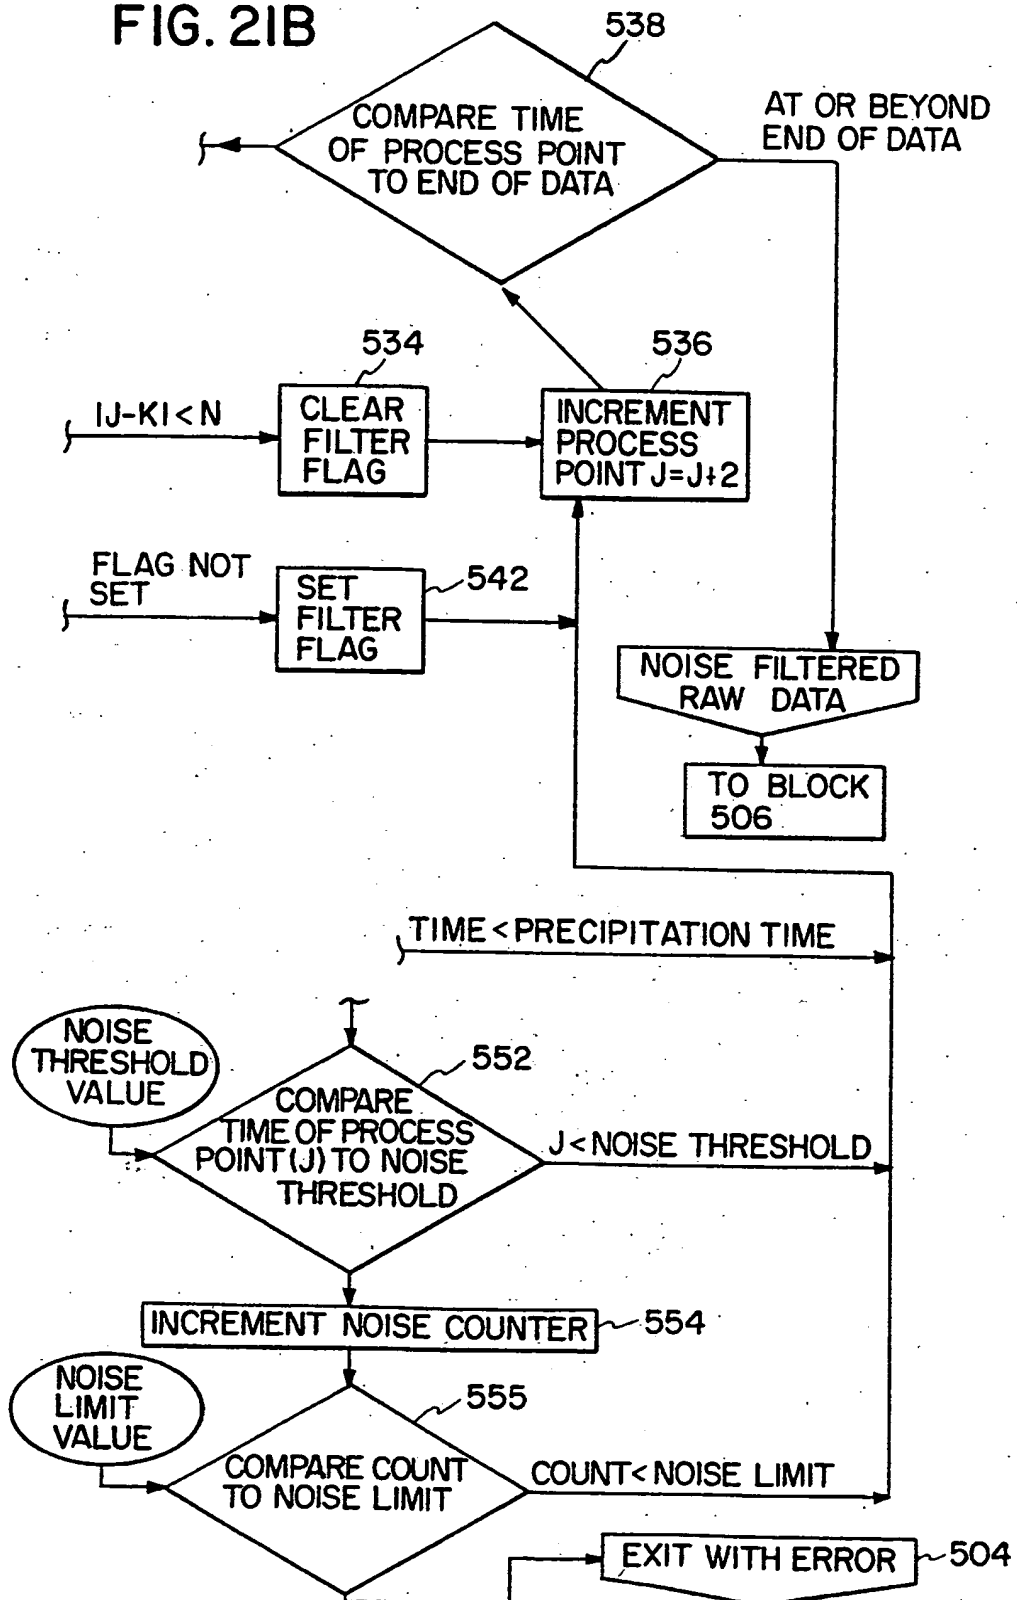 FIG. 21B
538
COMPARE TIME
OF PROCESS POINT
TO END OF DATA
AT OR BEYOND
END OF DATA
534
536
|J-K|<N
CLEAR
FILTER
FLAG
INCREMENT
PROCESS
POINT J=J+2
FLAG NOT
SET
SET
FILTER
FLAG
542
NOISE FILTERED
RAW DATA
TO BLOCK
506
TIME<PRECIPITATION TIME
NOISE
THRESHOLD
VALUE
552
COMPARE
TIME OF PROCESS
POINT (J) TO NOISE
THRESHOLD
J<NOISE THRESHOLD
INCREMENT NOISE COUNTER
554
NOISE
LIMIT
VALUE
555
COMPARE COUNT
TO NOISE LIMIT
COUNT<NOISE LIMIT
EXIT WITH ERROR
504